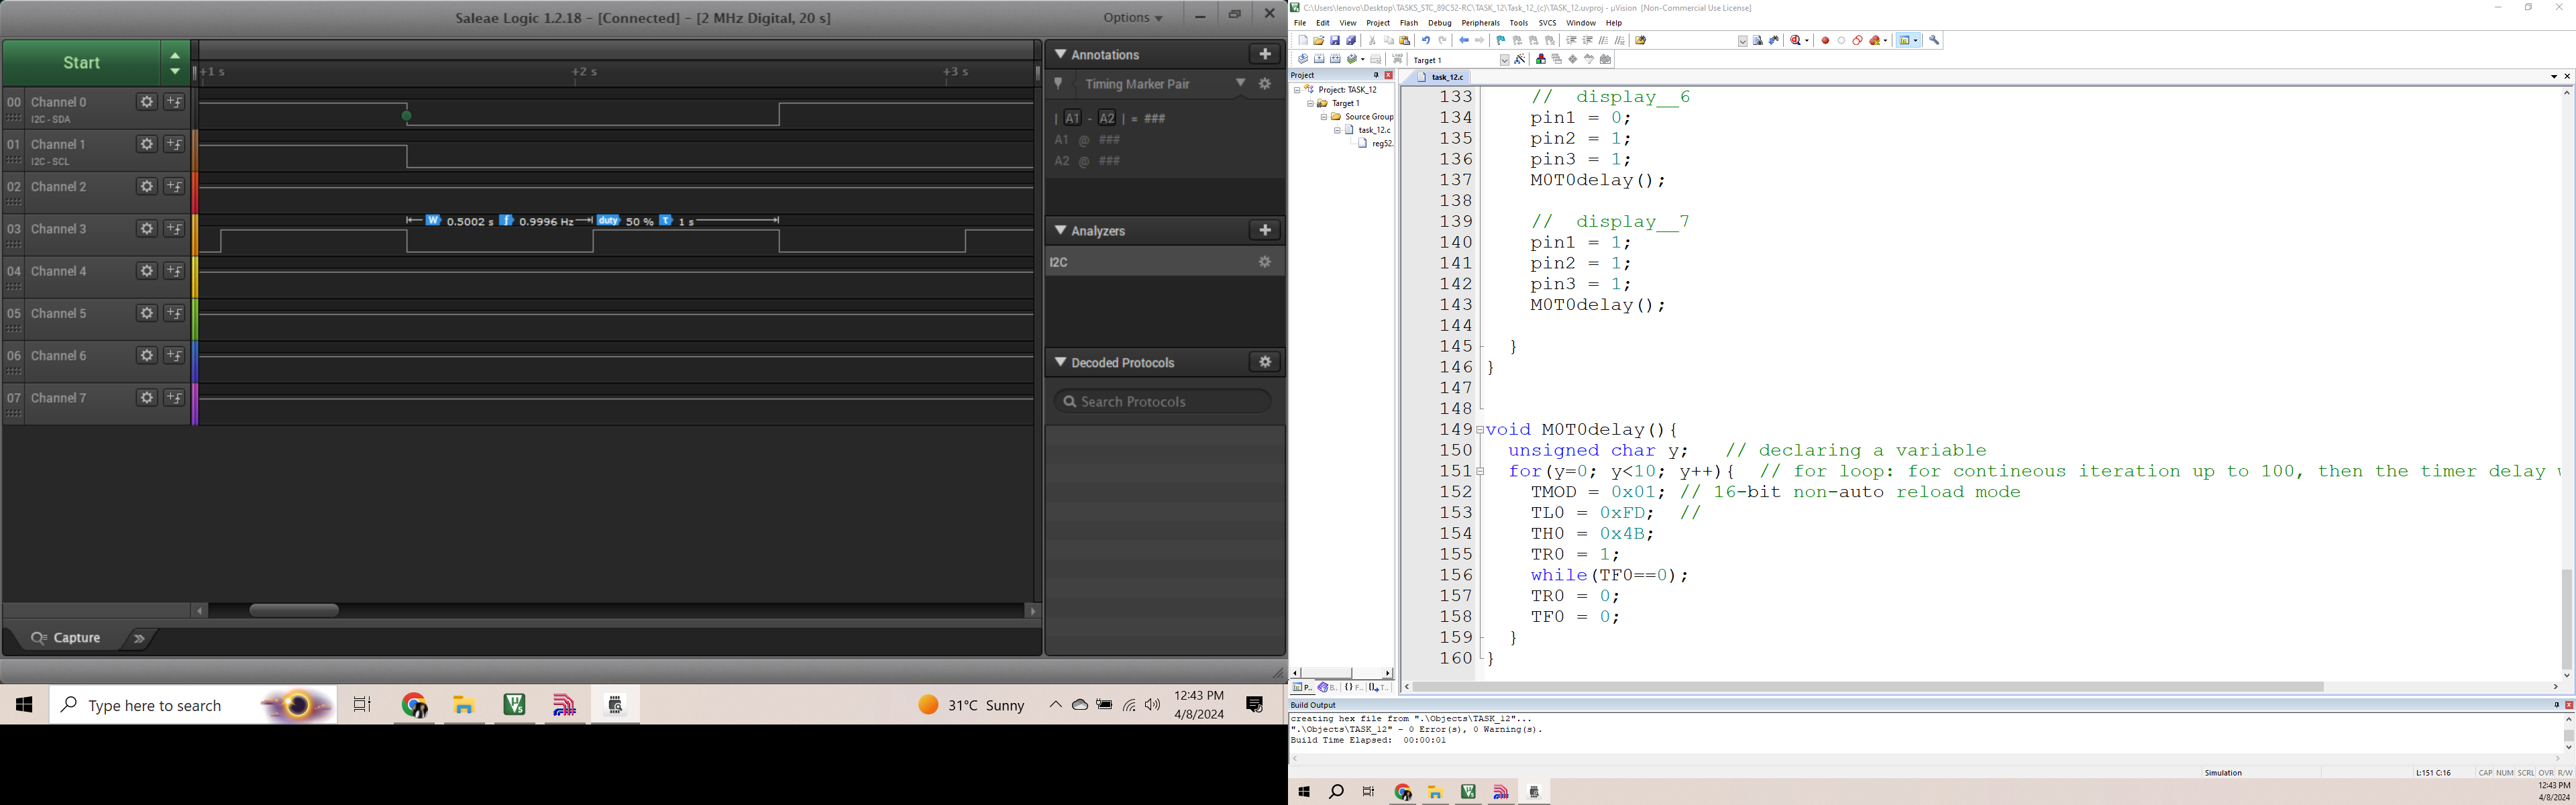 Saleae Logic 1.2.18 - [Connected] - [2 MHz Digital, 20 s]
Options
Start
+1 s
+2 s
+3 s
00 Channel 0
I2C - SDA
01 Channel 1
I2C - SCL
02 Channel 2
W 0.5002 s f 0.9996 Hz duty 50 % T 1 s
03 Channel 3
04 Channel 4
05 Channel 5
06 Channel 6
07 Channel 7
Capture
Annotations
Timing Marker Pair
| A1 - A2 | = ###
A1 @ ###
A2 @ ###
Analyzers
I2C
Decoded Protocols
Search Protocols
Type here to search
31°C Sunny
12:43 PM
4/8/2024
C:\Users\lenovo\Desktop\TASKS_STC_89C52-RC\TASK_12\Task_12_(c)\TASK_12.uvproj - µVision [Non-Commercial Use License]
File Edit View Project Flash Debug Peripherals Tools SVCS Window Help
Target 1
Project
Project: TASK_12
Target 1
Source Group
task_12.c
reg52.
task_12.c
133 // display__6
134 pin1 = 0;
135 pin2 = 1;
136 pin3 = 1;
137 M0T0delay();
138
139 // display__7
140 pin1 = 1;
141 pin2 = 1;
142 pin3 = 1;
143 M0T0delay();
144
145 }
146 }
147
148
149 void M0T0delay(){
150 unsigned char y; // declaring a variable
151 for(y=0; y<10; y++){ // for loop: for contineous iteration up to 100, then the timer delay
152 TMOD = 0x01; // 16-bit non-auto reload mode
153 TL0 = 0xFD; //
154 TH0 = 0x4B;
155 TR0 = 1;
156 while(TF0==0);
157 TR0 = 0;
158 TF0 = 0;
159 }
160 }
P... B... {} F... 0→ T...
Build Output
creating hex file from ".\Objects\TASK_12"...
".\Objects\TASK_12" - 0 Error(s), 0 Warning(s).
Build Time Elapsed: 00:00:01
Simulation
L:151 C:16
CAP NUM SCRL OVR R/W
12:43 PM
4/8/2024